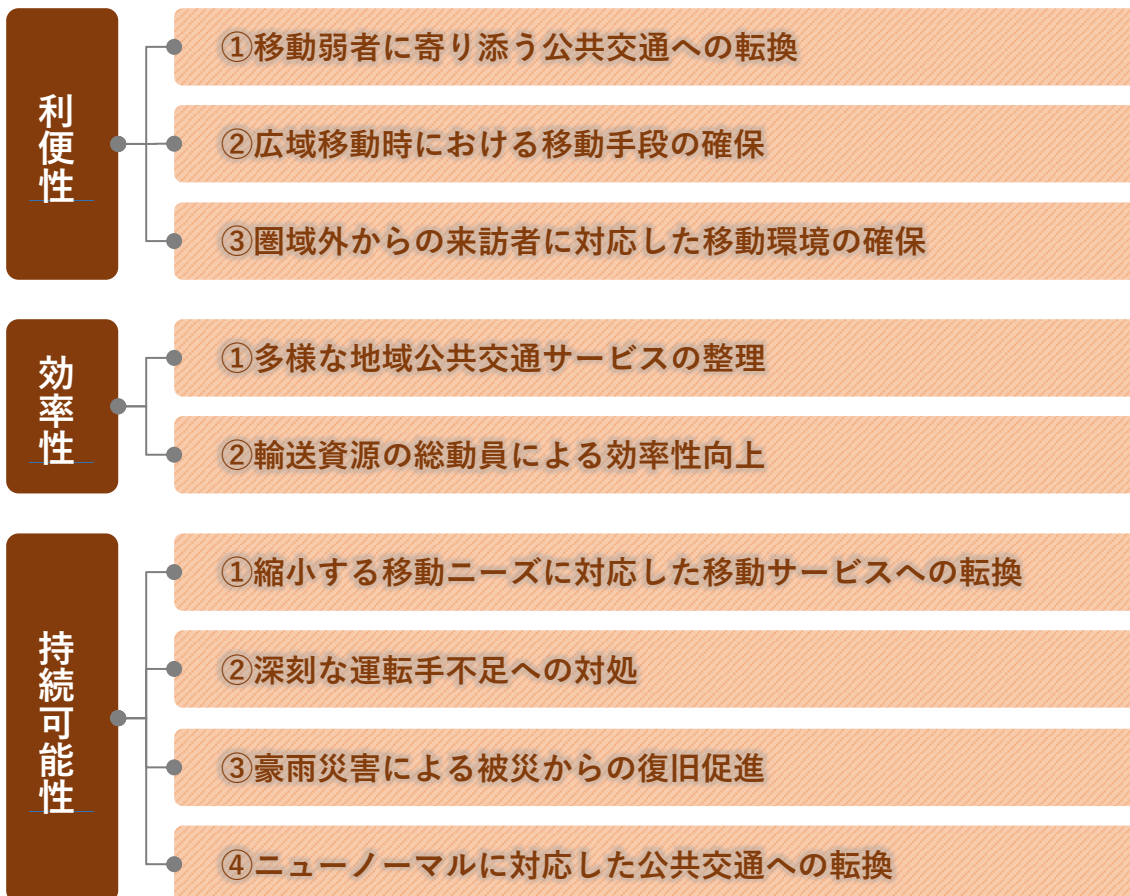 利便性
①移動弱者に寄り添う公共交通への転換
②広域移動時における移動手段の確保
③圏域外からの来訪者に対応した移動環境の確保
効率性
①多様な地域公共交通サービスの整理
②輸送資源の総動員による効率性向上
持続可能性
①縮小する移動ニーズに対応した移動サービスへの転換
②深刻な運転手不足への対処
③豪雨災害による被災からの復旧促進
④ニューノーマルに対応した公共交通への転換